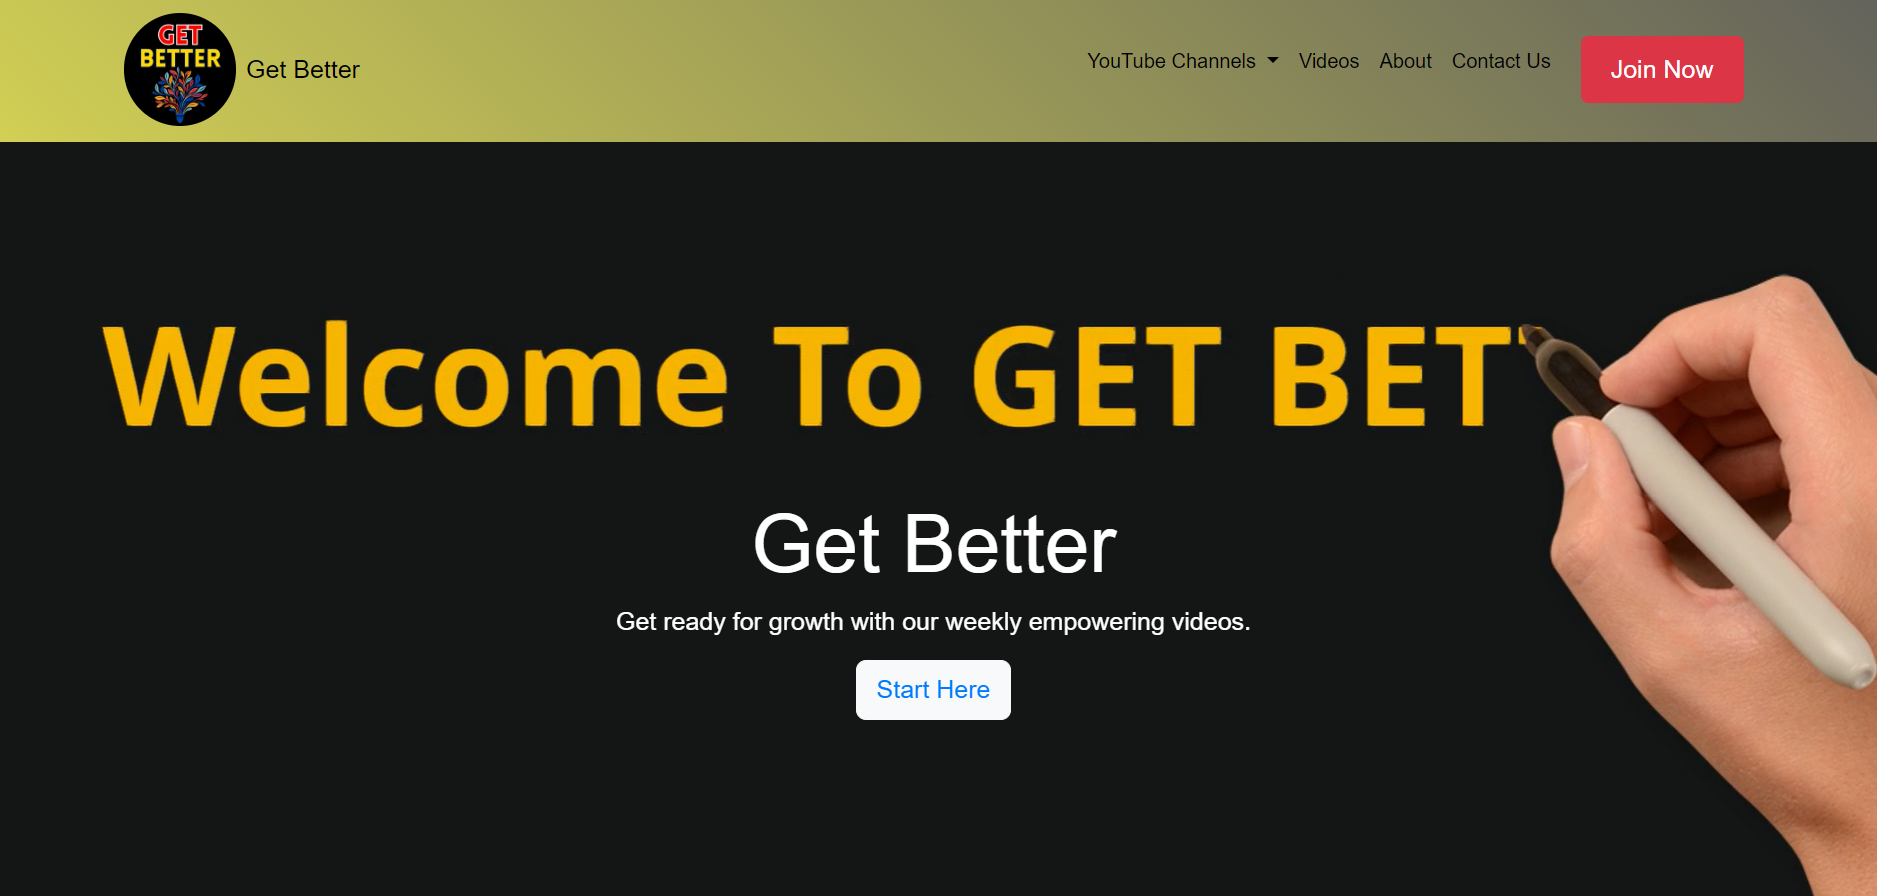 GET
BETTER
Get Better
YouTube Channels
Videos
About
Contact Us
Join Now
Welcome To GET BET
Get Better
Get ready for growth with our weekly empowering videos.
Start Here